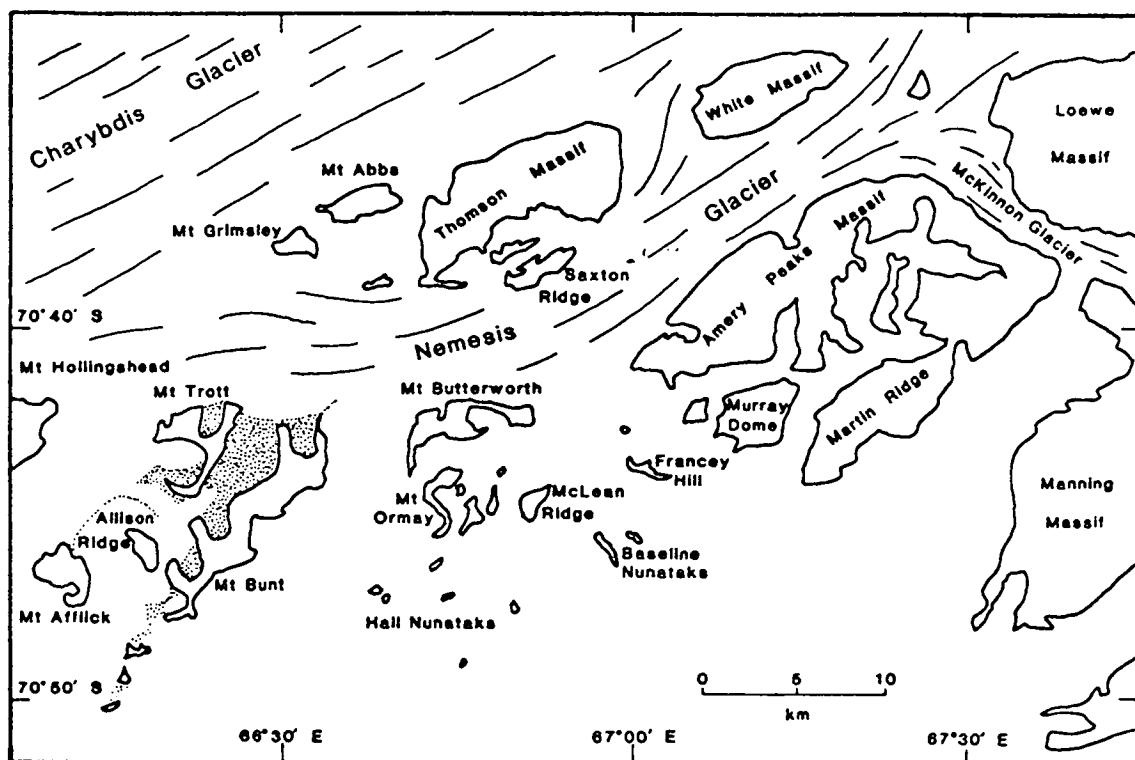 Charybdis Glacier
White Massif
Loewe
Massif
Mt Abbs
Thomson Massif
Mt Grimsley
Glacier
McKinnon Glacier
Amery Peaks Massif
Saxton
Ridge
70°40' S
Nemesis
Mt Hollingshead
Mt Trott
Mt Butterworth
Murray
Dome
Martin Ridge
Francey
Hill
Mt
Ormay
McLean
Ridge
Manning
Massif
Allison
Ridge
Baseline
Nunataks
Mt Bunt
Mt Afflick
Hall Nunataks
70°50' S
0 5 10
km
66°30' E
67°00' E
67°30' E